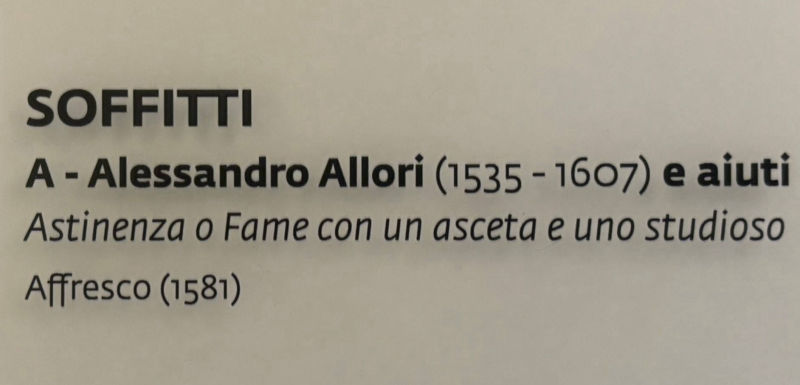 SOFFITTI
A - Alessandro Allori (1535 - 1607) e aiuti
Astinenza o Fame con un asceta e uno studioso
Affresco (1581)